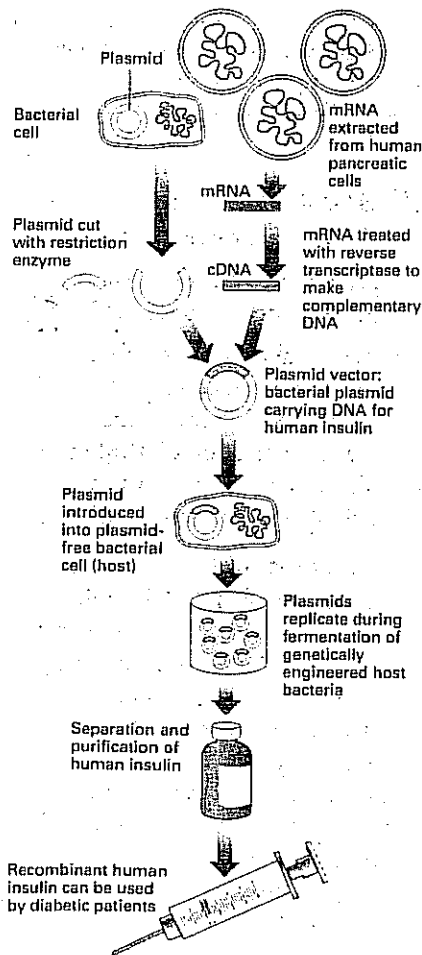 Plasmid
Bacterial
cell
mRNA
extracted
from human
pancreatic
cells
mRNA
Plasmid cut
with restriction
enzyme
mRNA treated
with reverse
transcriptase to
make
complementary
DNA
cDNA
Plasmid vector:
bacterial plasmid
carrying DNA for
human insulin
Plasmid
introduced
into plasmid-
free bacterial
cell (host)
Plasmids
replicate during
fermentation of
genetically
engineered host
bacteria
Separation and
purification of
human insulin
Recombinant human
insulin can be used
by diabetic patients